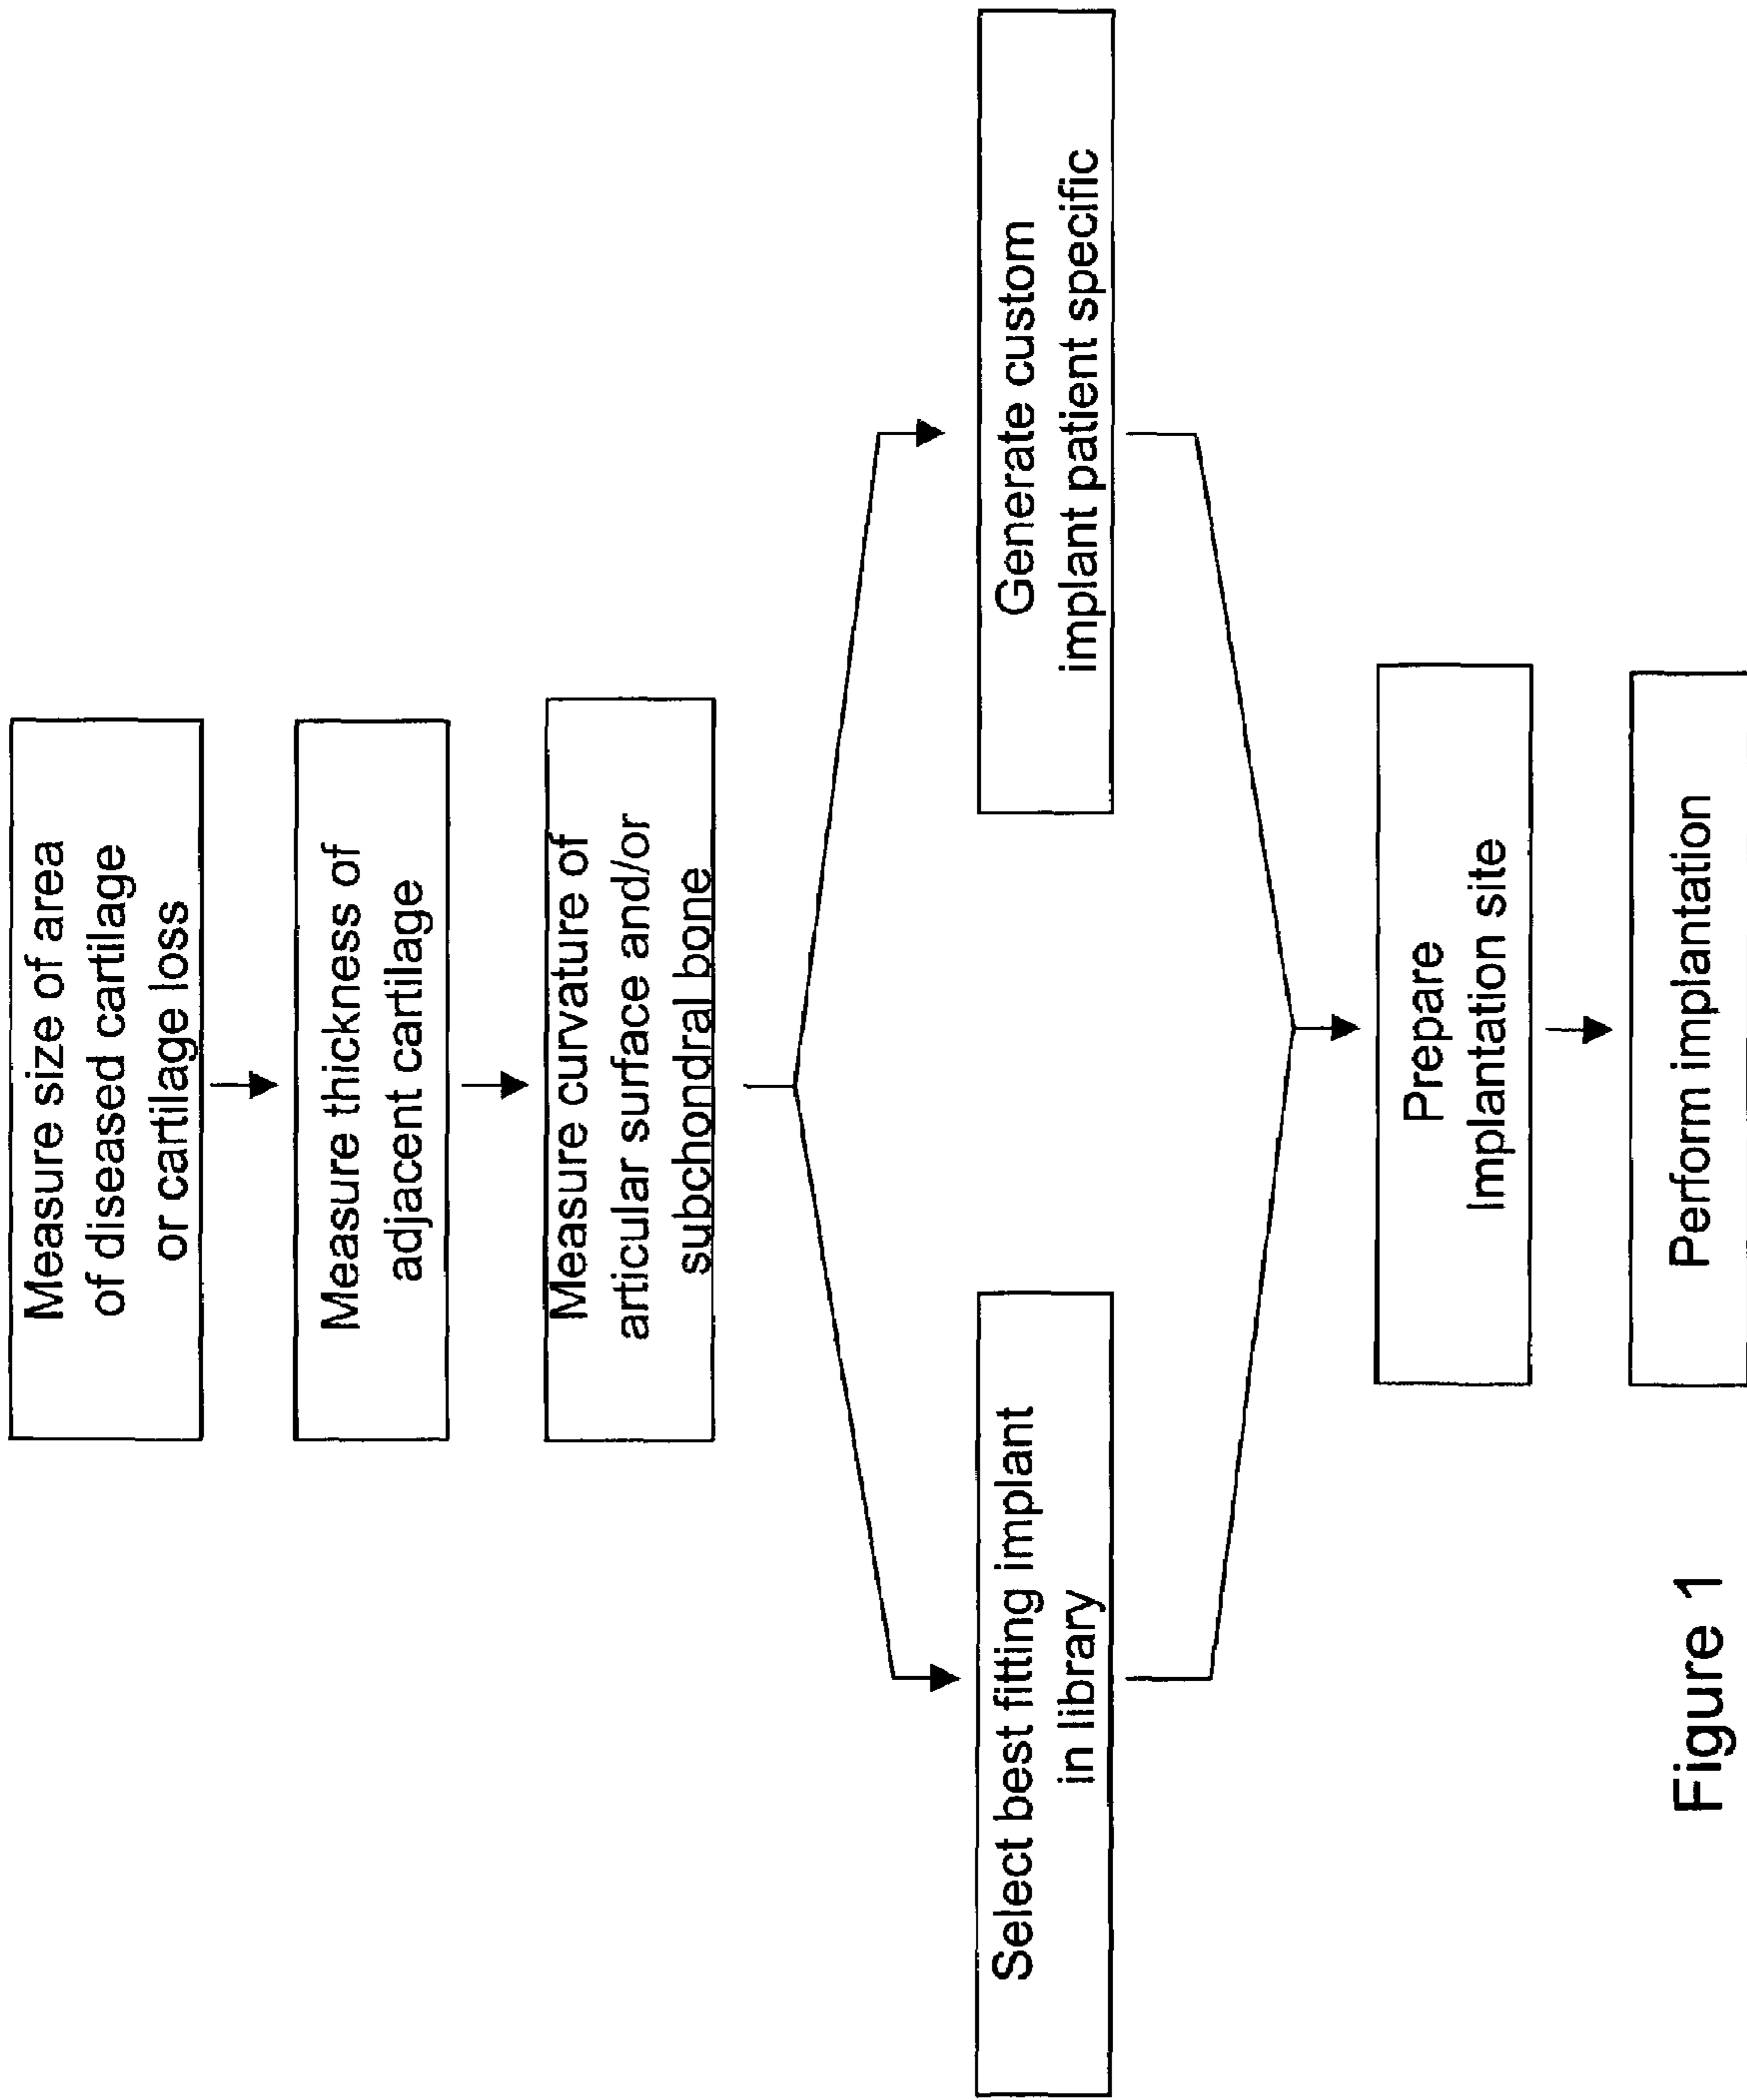 Measure size of area
of diseased cartilage
or cartilage loss
Measure thickness of
adjacent cartilage
Measure curvature of
articular surface and/or
subchondral bone
Select best fitting implant
in library
Generate custom
implant patient specific
Prepare
Implantation site
Perform implantation
Figure 1